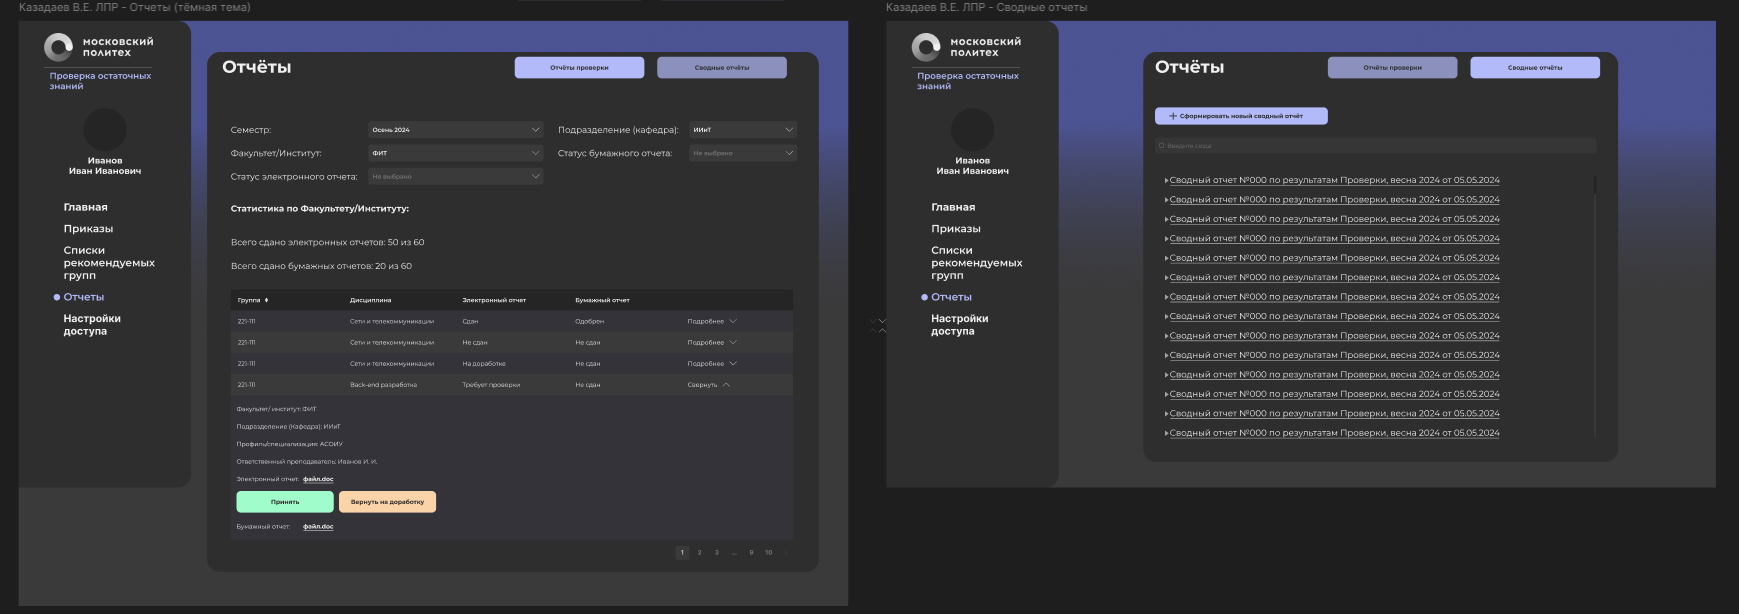 Казадаев В.Е. ЛПР - Отчеты (тёмная тема)
московский
политех
Проверка остаточных
знаний
Иванов
Иван Иванович
Главная
Приказы
Списки
рекомендуемых
групп
Отчеты
Настройки
доступа
Отчёты
Отчёты проверки
Сводные отчёты
Семестр:
Осень 2024
Подразделение (кафедра):
ИИиТ
Факультет/Институт:
ФИТ
Статус бумажного отчета:
Не выбрано
Статус электронного отчета:
Не выбрано
Статистика по Факультету/Институту:
Всего сдано электронных отчетов: 50 из 60
Всего сдано бумажных отчетов: 20 из 60
Группа Дисциплина Электронный отчет Бумажный отчет
221-111 Сети и телекоммуникации Сдан Одобрен Подробнее
221-111 Сети и телекоммуникации Не сдан Не сдан Подробнее
221-111 Сети и телекоммуникации На доработке Не сдан Подробнее
221-111 Back-end разработка Требует проверки Не сдан Свернуть
Факультет/ институт: ФИТ
Подразделение (Кафедра): ИИиТ
Профиль/специализация: АСОИУ
Ответственный преподаватель: Иванов И. И.
Электронный отчет: файл.doc
Принять
Вернуть на доработку
Бумажный отчет: файл.doc
1 2 3 ... 9 10
Казадаев В.Е. ЛПР - Сводные отчеты
московский
политех
Проверка остаточных
знаний
Иванов
Иван Иванович
Главная
Приказы
Списки
рекомендуемых
групп
Отчеты
Настройки
доступа
Отчёты
Отчёты проверки
Сводные отчёты
+ Сформировать новый сводный отчёт
Введите сюда
Сводный отчет №000 по результатам Проверки, весна 2024 от 05.05.2024
Сводный отчет №000 по результатам Проверки, весна 2024 от 05.05.2024
Сводный отчет №000 по результатам Проверки, весна 2024 от 05.05.2024
Сводный отчет №000 по результатам Проверки, весна 2024 от 05.05.2024
Сводный отчет №000 по результатам Проверки, весна 2024 от 05.05.2024
Сводный отчет №000 по результатам Проверки, весна 2024 от 05.05.2024
Сводный отчет №000 по результатам Проверки, весна 2024 от 05.05.2024
Сводный отчет №000 по результатам Проверки, весна 2024 от 05.05.2024
Сводный отчет №000 по результатам Проверки, весна 2024 от 05.05.2024
Сводный отчет №000 по результатам Проверки, весна 2024 от 05.05.2024
Сводный отчет №000 по результатам Проверки, весна 2024 от 05.05.2024
Сводный отчет №000 по результатам Проверки, весна 2024 от 05.05.2024
Сводный отчет №000 по результатам Проверки, весна 2024 от 05.05.2024
Сводный отчет №000 по результатам Проверки, весна 2024 от 05.05.2024